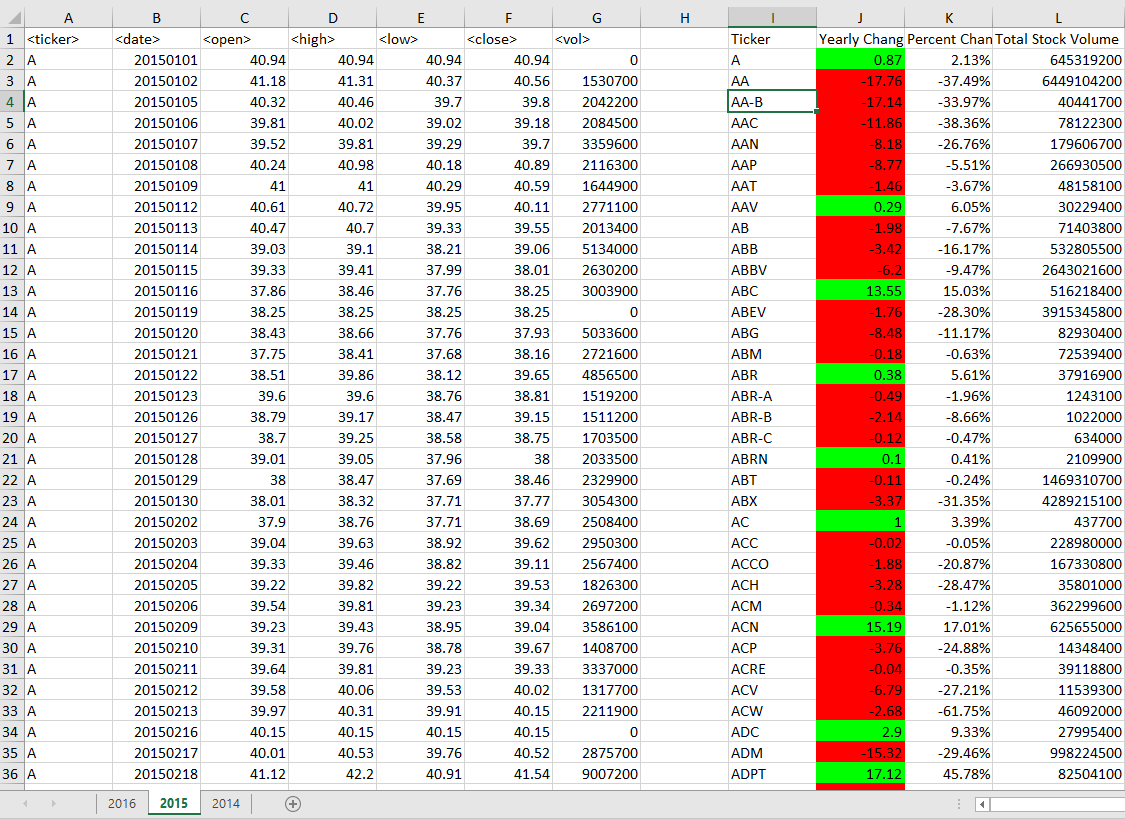 A B C D E F G H I J K L
1 <ticker> <date> <open> <high> <low> <close> <vol> Ticker Yearly Chang Percent Chan Total Stock Volume
2 A 20150101 40.94 40.94 40.94 40.94 0 A 0.87 2.13% 645319200
3 A 20150102 41.18 41.31 40.37 40.56 1530700 AA -17.76 -37.49% 6449104200
4 A 20150105 40.32 40.46 39.7 39.8 2042200 AA-B -17.14 -33.97% 40441700
5 A 20150106 39.81 40.02 39.02 39.18 2084500 AAC -11.86 -38.36% 78122300
6 A 20150107 39.52 39.81 39.29 39.7 3359600 AAN -8.18 -26.76% 179606700
7 A 20150108 40.24 40.98 40.18 40.89 2116300 AAP -8.77 -5.51% 266930500
8 A 20150109 41 41 40.29 40.59 1644900 AAT -1.46 -3.67% 48158100
9 A 20150112 40.61 40.72 39.95 40.11 2771100 AAV 0.29 6.05% 30229400
10 A 20150113 40.47 40.7 39.33 39.55 2013400 AB -1.98 -7.67% 71403800
11 A 20150114 39.03 39.1 38.21 39.06 5134000 ABB -3.42 -16.17% 532805500
12 A 20150115 39.33 39.41 37.99 38.01 2630200 ABBV -6.2 -9.47% 2643021600
13 A 20150116 37.86 38.46 37.76 38.25 3003900 ABC 13.55 15.03% 516218400
14 A 20150119 38.25 38.25 38.25 38.25 0 ABEV -1.76 -28.30% 3915345800
15 A 20150120 38.43 38.66 37.76 37.93 5033600 ABG -8.48 -11.17% 82930400
16 A 20150121 37.75 38.41 37.68 38.16 2721600 ABM -0.18 -0.63% 72539400
17 A 20150122 38.51 39.86 38.12 39.65 4856500 ABR 0.38 5.61% 37916900
18 A 20150123 39.6 39.6 38.76 38.81 1519200 ABR-A -0.49 -1.96% 1243100
19 A 20150126 38.79 39.17 38.47 39.15 1511200 ABR-B -2.14 -8.66% 1022000
20 A 20150127 38.7 39.25 38.58 38.75 1703500 ABR-C -0.12 -0.47% 634000
21 A 20150128 39.01 39.05 37.96 38 2033500 ABRN 0.1 0.41% 2109900
22 A 20150129 38 38.47 37.69 38.46 2329900 ABT -0.11 -0.24% 1469310700
23 A 20150130 38.01 38.32 37.71 37.77 3054300 ABX -3.37 -31.35% 4289215100
24 A 20150202 37.9 38.76 37.71 38.69 2508400 AC 1 3.39% 437700
25 A 20150203 39.04 39.63 38.92 39.62 2950300 ACC -0.02 -0.05% 228980000
26 A 20150204 39.33 39.46 38.82 39.11 2567400 ACCO -1.88 -20.87% 167330800
27 A 20150205 39.22 39.82 39.22 39.53 1826300 ACH -3.28 -28.47% 35801000
28 A 20150206 39.54 39.81 39.23 39.34 2697200 ACM -0.34 -1.12% 362299600
29 A 20150209 39.23 39.43 38.95 39.04 3586100 ACN 15.19 17.01% 625655000
30 A 20150210 39.31 39.76 38.78 39.67 1408700 ACP -3.76 -24.88% 14348400
31 A 20150211 39.64 39.81 39.23 39.33 3337000 ACRE -0.04 -0.35% 39118800
32 A 20150212 39.58 40.06 39.53 40.02 1317700 ACV -6.79 -27.21% 11539300
33 A 20150213 39.97 40.31 39.91 40.15 2211900 ACW -2.68 -61.75% 46092000
34 A 20150216 40.15 40.15 40.15 40.15 0 ADC 2.9 9.33% 27995400
35 A 20150217 40.01 40.53 39.76 40.52 2875700 ADM -15.32 -29.46% 998224500
36 A 20150218 41.12 42.2 40.91 41.54 9007200 ADPT 17.12 45.78% 82504100
2016 2015 2014